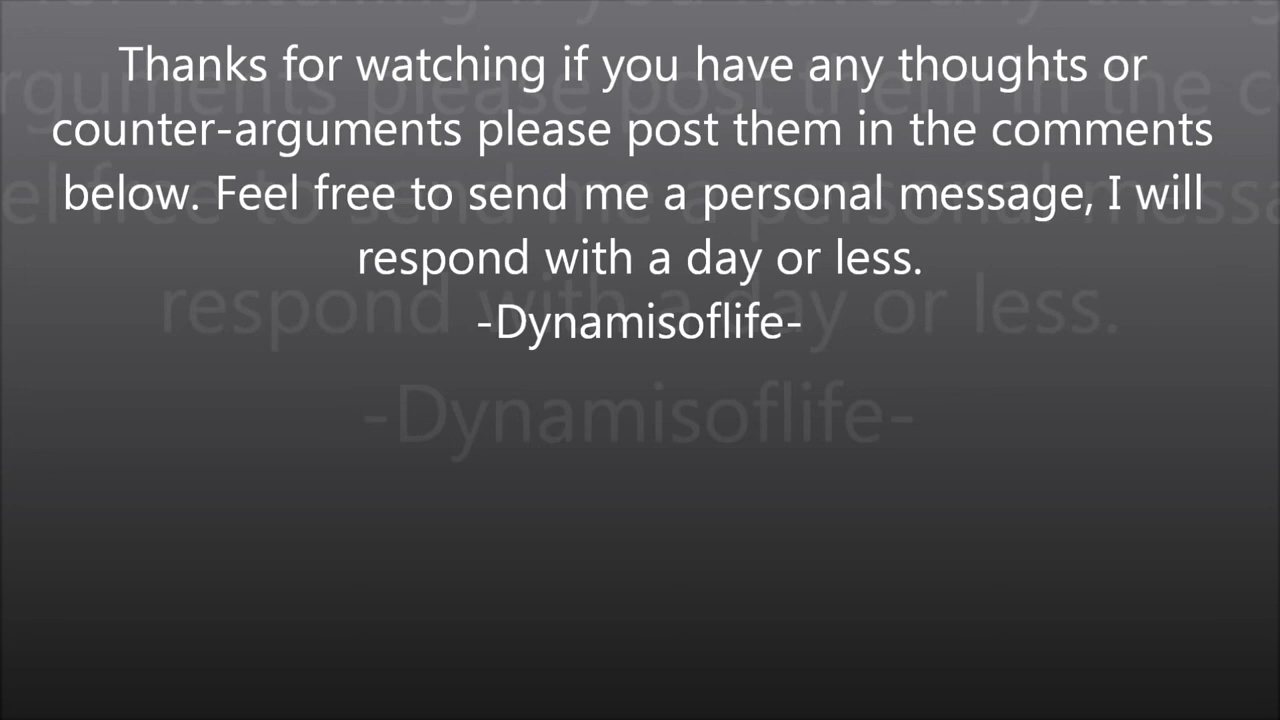 Thanks for watching if you have any thoughts or
counter-arguments please post them in the comments
below. Feel free to send me a personal message, I will
respond with a day or less.
-Dynamisoflife-